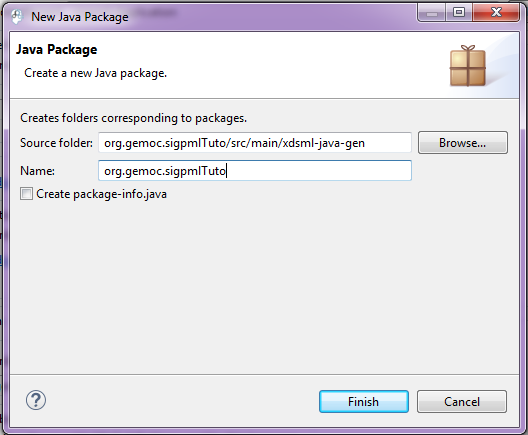 New Java Package
Java Package
Create a new Java package.
Creates folders corresponding to packages.
Source folder: org.gemoc.sigpmlTuto/src/main/xdsml-java-gen Browse...
Name: org.gemoc.sigpmlTuto
Create package-info.java
? Finish Cancel